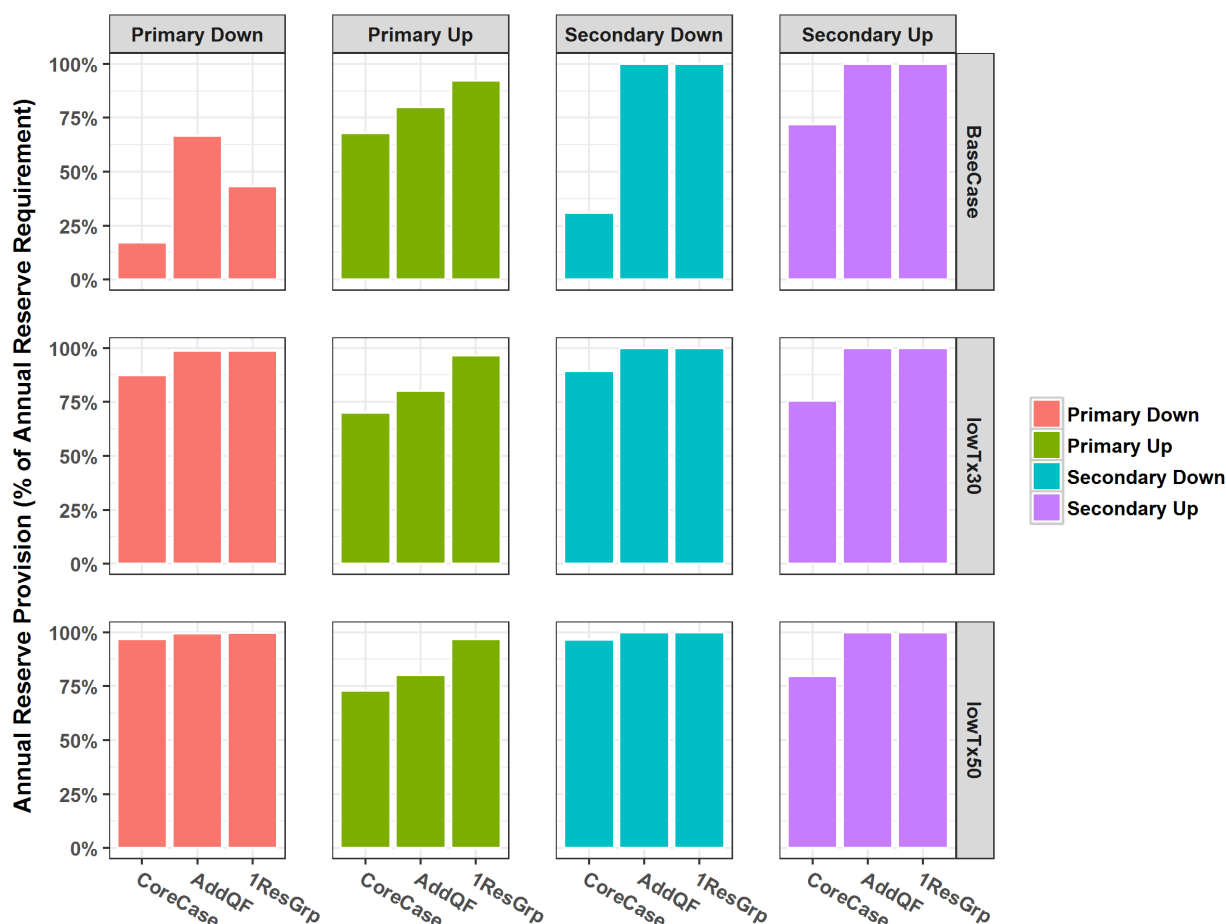 Primary Down
Primary Up
Secondary Down
Secondary Up
Annual Reserve Provision (% of Annual Reserve Requirement)
100%
75%
50%
25%
0%
BaseCase
100%
75%
50%
25%
0%
lowTx30
100%
75%
50%
25%
0%
lowTx50
CoreCase AddQF 1ResGrp
CoreCase AddQF 1ResGrp
CoreCase AddQF 1ResGrp
CoreCase AddQF 1ResGrp
Primary Down
Primary Up
Secondary Down
Secondary Up